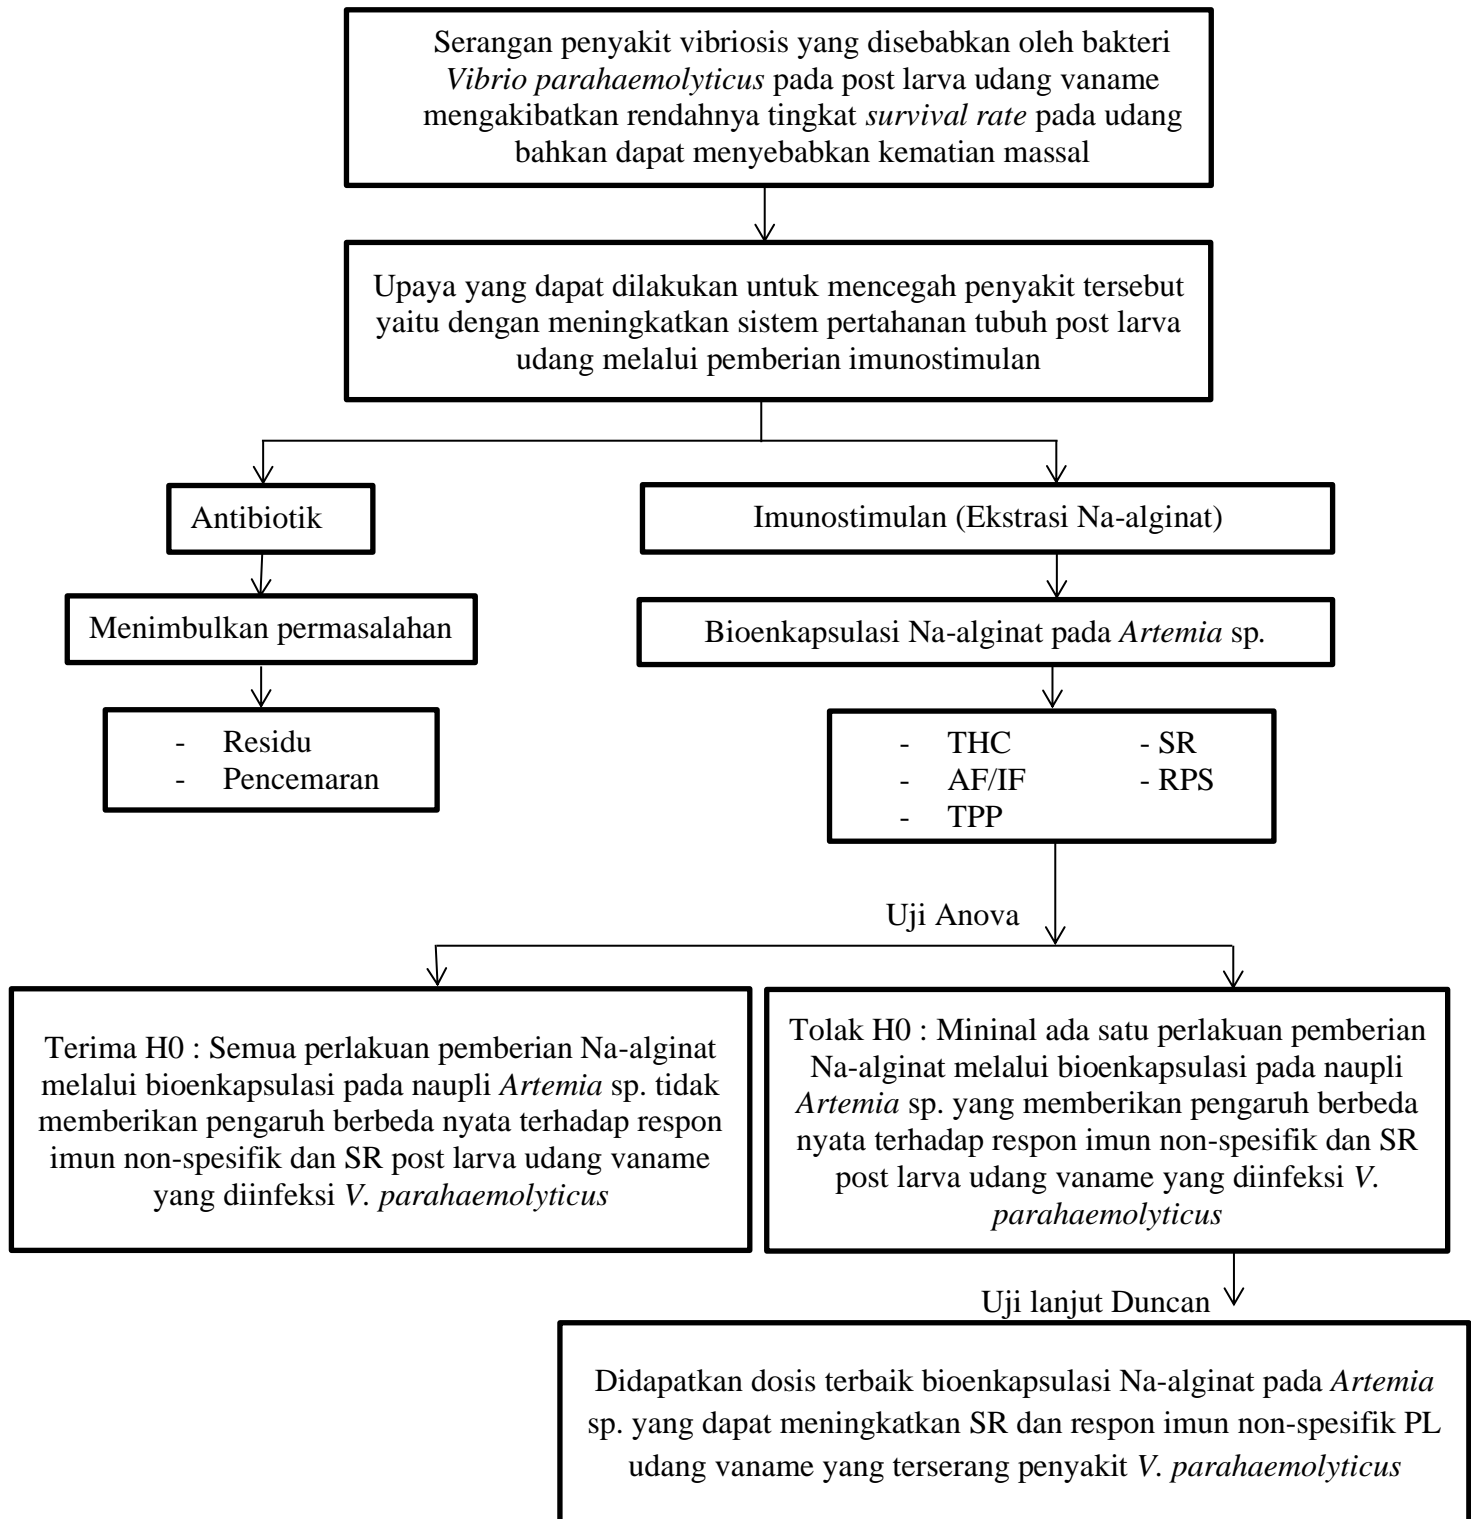 Serangan penyakit vibriosis yang disebabkan oleh bakteri
Vibrio parahaemolyticus pada post larva udang vaname
mengakibatkan rendahnya tingkat survival rate pada udang
bahkan dapat menyebabkan kematian massal
Upaya yang dapat dilakukan untuk mencegah penyakit tersebut
yaitu dengan meningkatkan sistem pertahanan tubuh post larva
udang melalui pemberian imunostimulan
Antibiotik
Imunostimulan (Ekstrasi Na-alginat)
Menimbulkan permasalahan
Bioenkapsulasi Na-alginat pada Artemia sp.
- Residu
- Pencemaran
- THC - SR
- AF/IF - RPS
- TPP
Uji Anova
Terima H0 : Semua perlakuan pemberian Na-alginat
melalui bioenkapsulasi pada naupli Artemia sp. tidak
memberikan pengaruh berbeda nyata terhadap respon
imun non-spesifik dan SR post larva udang vaname
yang diinfeksi V. parahaemolyticus
Tolak H0 : Mininal ada satu perlakuan pemberian
Na-alginat melalui bioenkapsulasi pada naupli
Artemia sp. yang memberikan pengaruh berbeda
nyata terhadap respon imun non-spesifik dan SR
post larva udang vaname yang diinfeksi V.
parahaemolyticus
Uji lanjut Duncan
Didapatkan dosis terbaik bioenkapsulasi Na-alginat pada Artemia
sp. yang dapat meningkatkan SR dan respon imun non-spesifik PL
udang vaname yang terserang penyakit V. parahaemolyticus